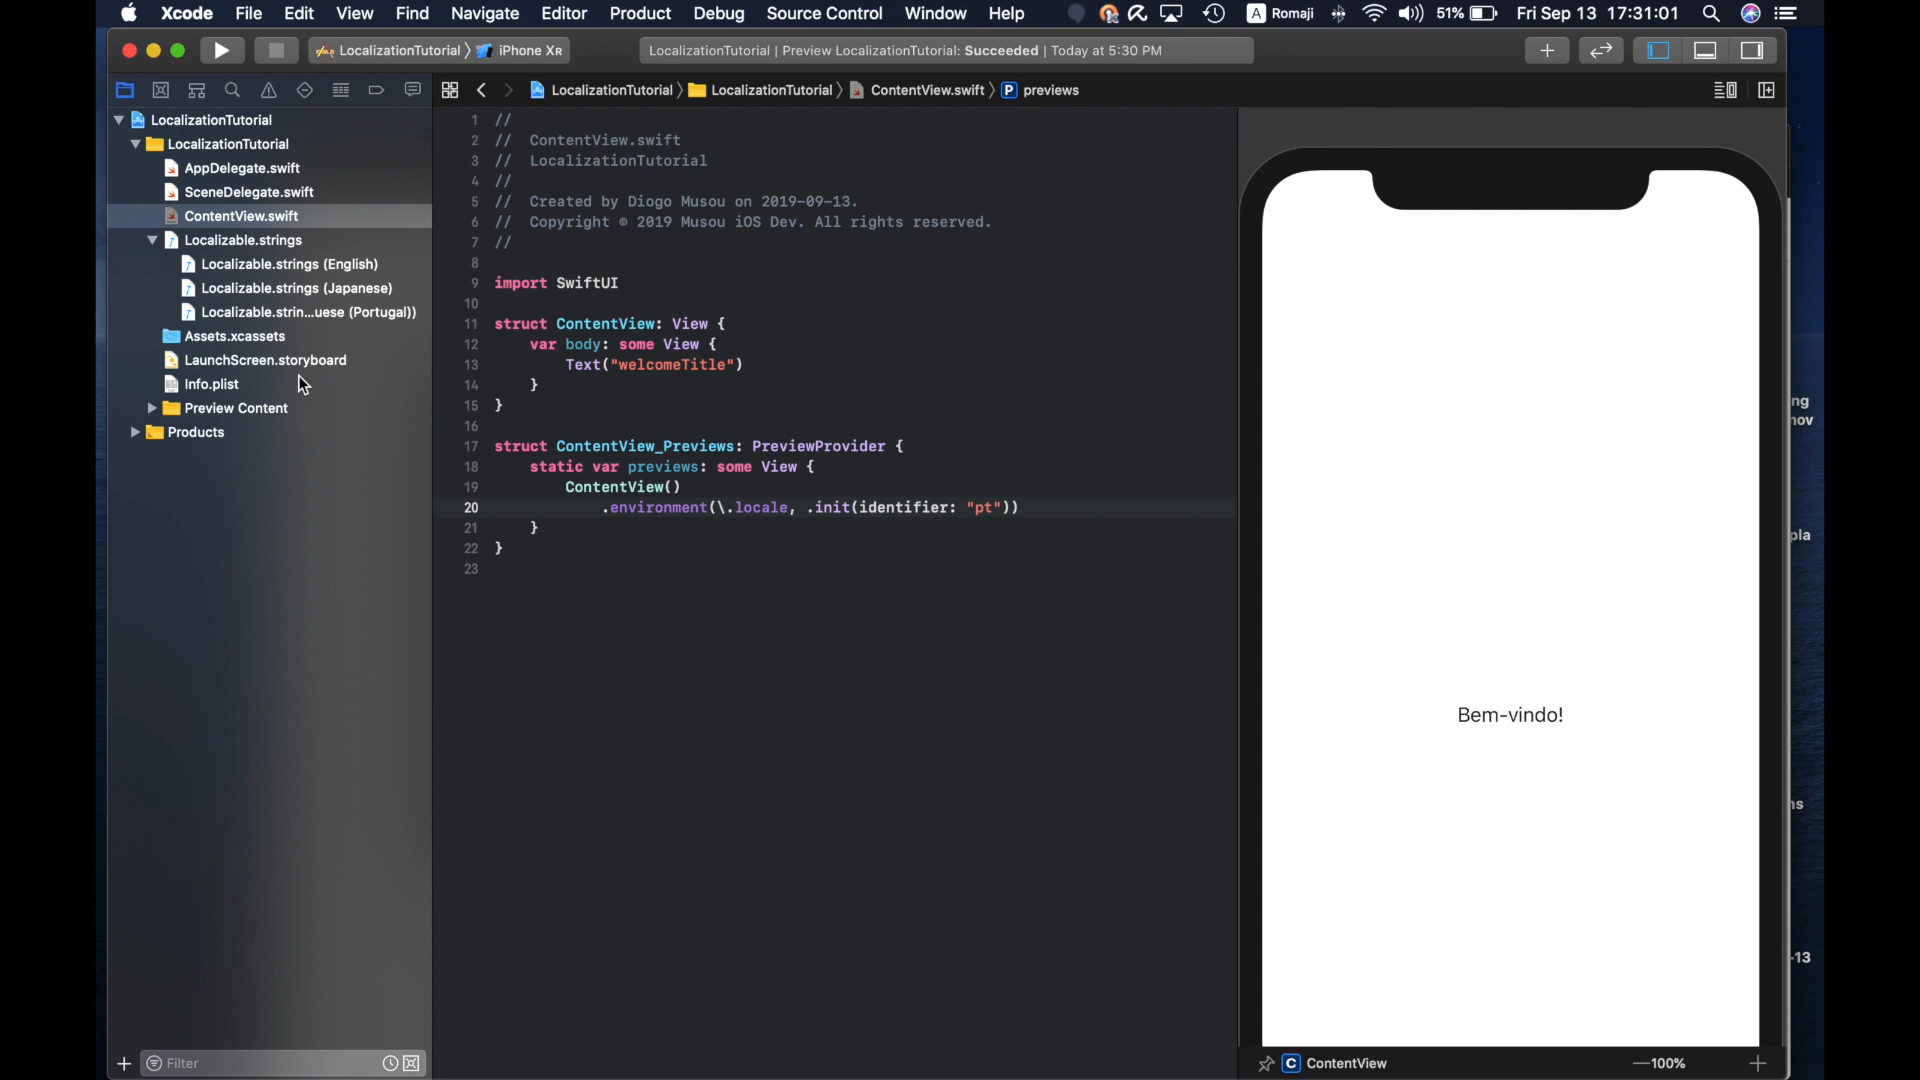 Xcode File Edit View Find Navigate Editor Product Debug Source Control Window Help A Romaji 51% Fri Sep 13 17:31:01
LocalizationTutorial iPhone XR
LocalizationTutorial | Preview LocalizationTutorial: Succeeded | Today at 5:30 PM
LocalizationTutorial LocalizationTutorial ContentView.swift P previews
LocalizationTutorial
LocalizationTutorial
AppDelegate.swift
SceneDelegate.swift
ContentView.swift
Localizable.strings
Localizable.strings (English)
Localizable.strings (Japanese)
Localizable.strin...uese (Portugal))
Assets.xcassets
LaunchScreen.storyboard
Info.plist
Preview Content
Products
Filter
1 //
2 // ContentView.swift
3 // LocalizationTutorial
4 //
5 // Created by Diogo Musou on 2019-09-13.
6 // Copyright © 2019 Musou iOS Dev. All rights reserved.
7 //
8
9 import SwiftUI
10
11 struct ContentView: View {
12 var body: some View {
13 Text("welcomeTitle")
14 }
15 }
16
17 struct ContentView_Previews: PreviewProvider {
18 static var previews: some View {
19 ContentView()
20 .environment(\.locale, .init(identifier: "pt"))
21 }
22 }
23
Bem-vindo!
C ContentView
100%
ng
nov
pla
ns
-13